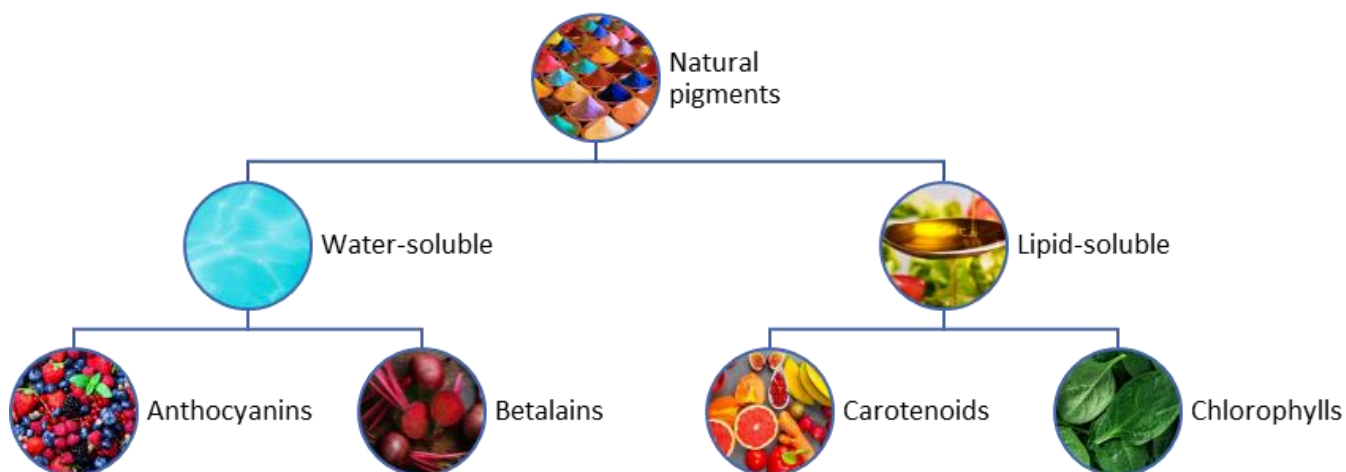 Natural
pigments
Water-soluble
Lipid-soluble
Anthocyanins
Betalains
Carotenoids
Chlorophylls